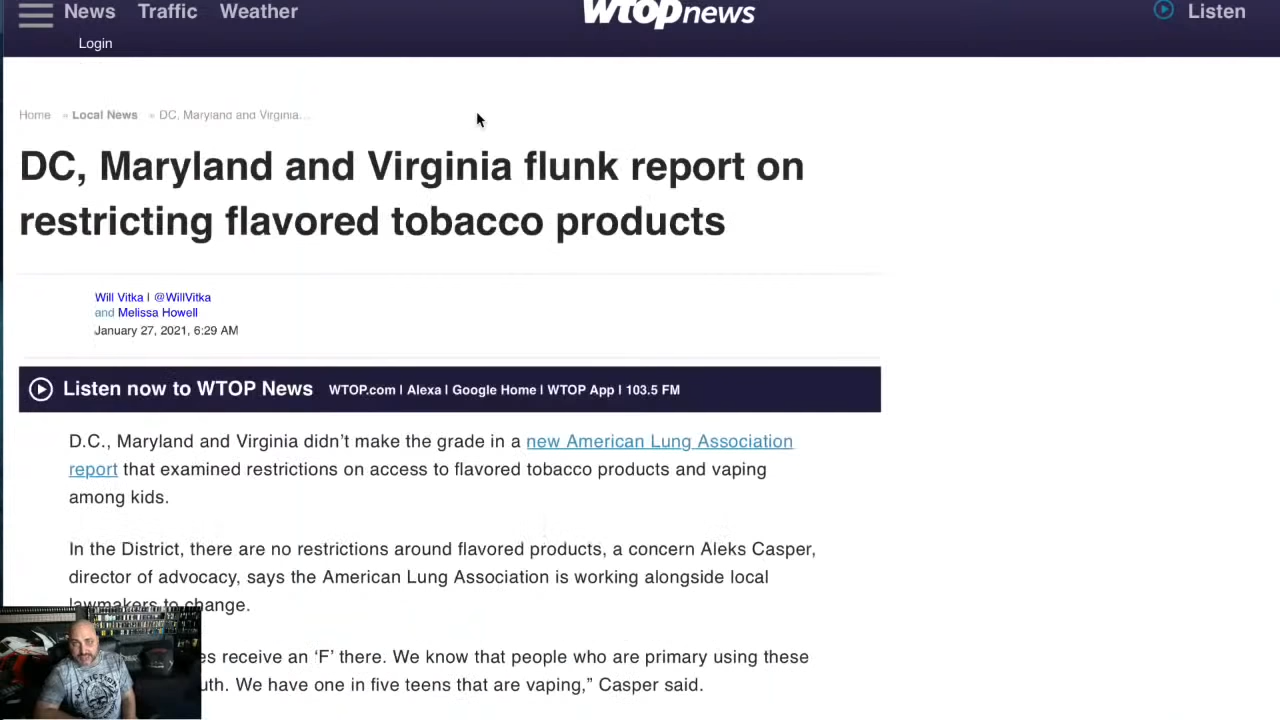 News Traffic Weather
wtopnews
Listen
Login
Home » Local News » DC, Maryland and Virginia...
DC, Maryland and Virginia flunk report on
restricting flavored tobacco products
Will Vitka | @WillVitka
and Melissa Howell
January 27, 2021, 6:29 AM
Listen now to WTOP News WTOP.com | Alexa | Google Home | WTOP App | 103.5 FM
D.C., Maryland and Virginia didn’t make the grade in a new American Lung Association
report that examined restrictions on access to flavored tobacco products and vaping
among kids.
In the District, there are no restrictions around flavored products, a concern Aleks Casper,
director of advocacy, says the American Lung Association is working alongside local
lawmakers to change.
es receive an ‘F’ there. We know that people who are primary using these
uth. We have one in five teens that are vaping,” Casper said.